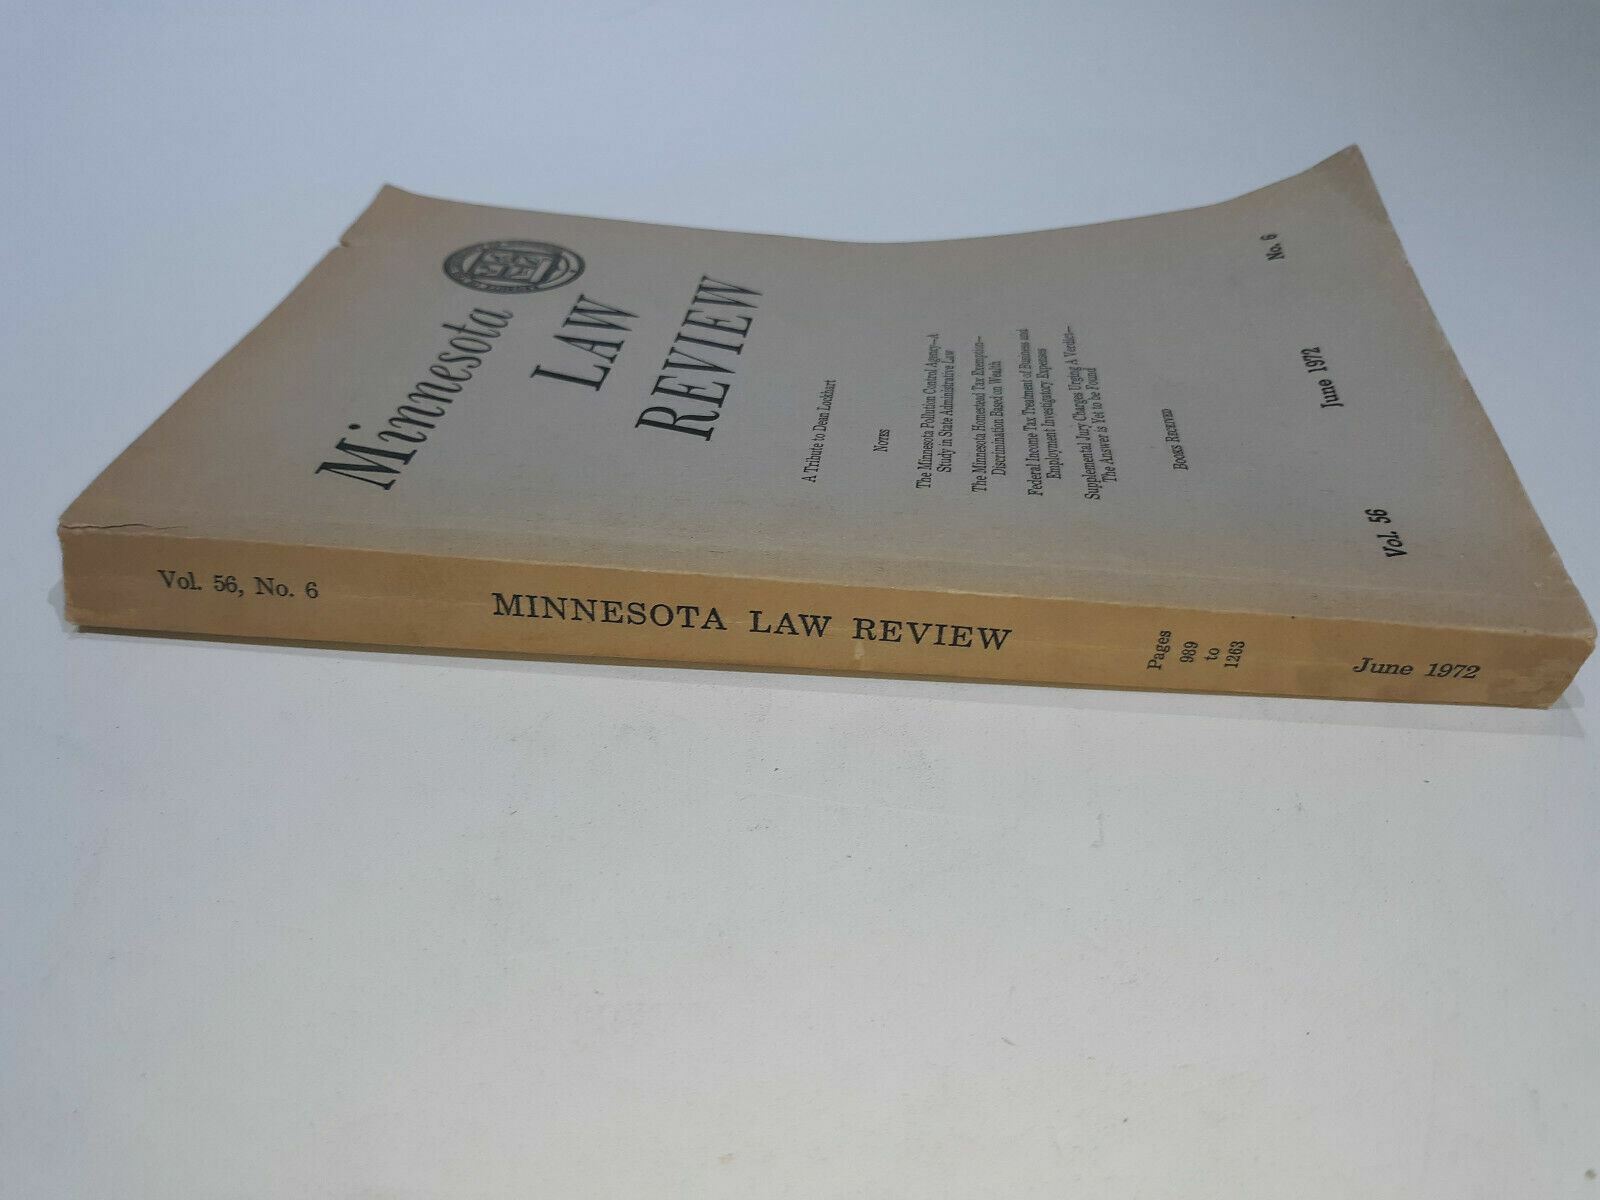 Minnesota
LAW
REVIEW
A Tribute to Dean Lockhart
NOTES
The Minnesota Pollution Control Agency—A
Study in State Administrative Law
The Minnesota Homestead Tax Exemption—
Discrimination Based on Wealth
Federal Income Tax Treatment of Business and
Employment Investigatory Expenses
Supplemental Jury Charges Urging A Verdict—
The Answer is Yet to be Found
BOOKS RECEIVED
Vol. 56
June 1972
No. 6
Vol. 56, No. 6
MINNESOTA LAW REVIEW
Pages
989
to
1263
June 1972